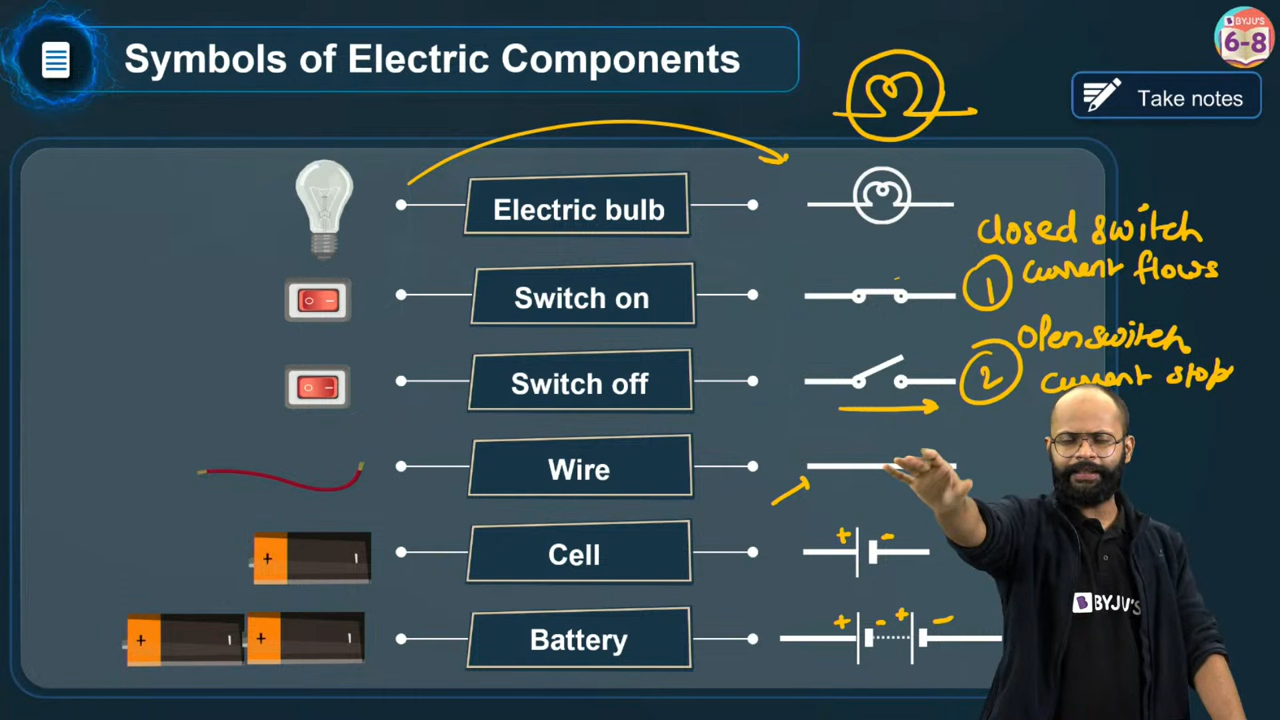 Symbols of Electric Components
BYJU'S
6-8
Take notes
Electric bulb
closed switch
① current flows
Switch on
Open switch
② current stop
Switch off
Wire
+ -
Cell
+
+ - + -
Battery
+ +
BYJU'S